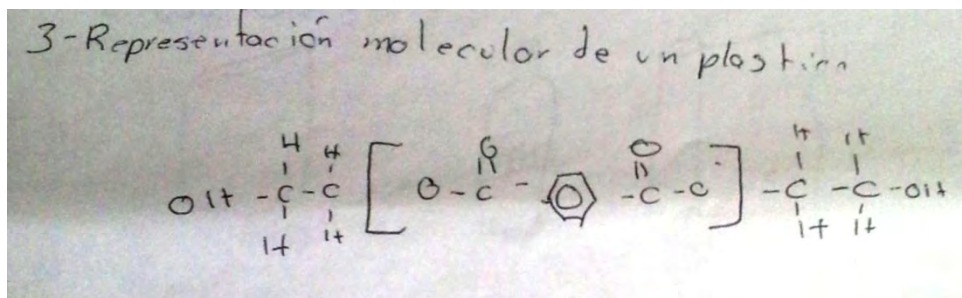 3-Representación molecular de un plastico
H H O O H H
OH -C-C [ O-C - -C -O ] -C -C-OH
H H H H